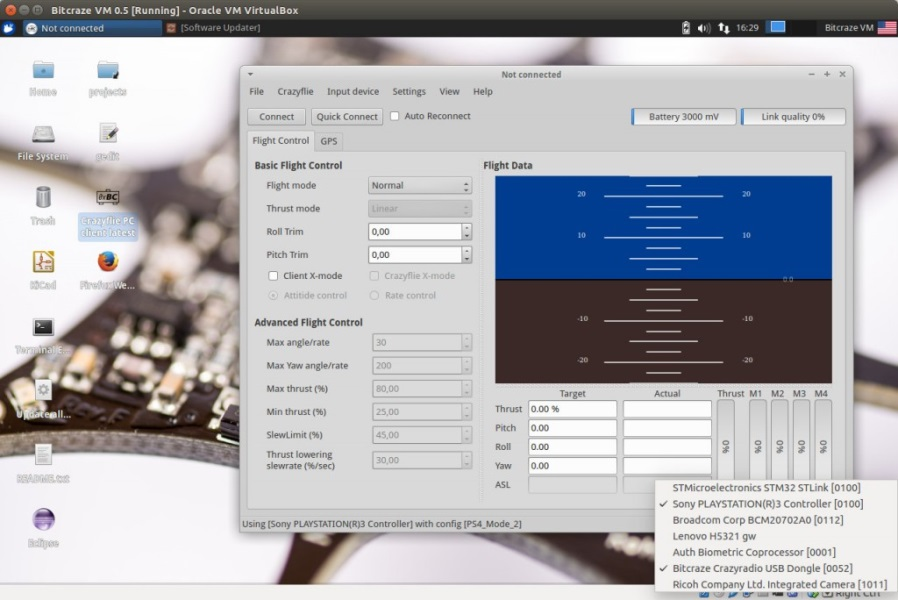 Bitcraze VM 0.5 [Running] - Oracle VM VirtualBox
Not connected [Software Updater] 16:29 Bitcraze VM
Home projects
File System gedit
Trash Crazyflie PC client latest
KiCad Firefox We...
Terminal E...
Update all...
README.txt
Eclipse
Not connected
File Crazyflie Input device Settings View Help
Connect Quick Connect Auto Reconnect Battery 3000 mV Link quality 0%
Flight Control GPS
Basic Flight Control
Flight mode Normal
Thrust mode Linear
Roll Trim 0,00
Pitch Trim 0,00
Client X-mode Crazyflie X-mode
Attitide control Rate control
Advanced Flight Control
Max angle/rate 30
Max Yaw angle/rate 200
Max thrust (%) 80,00
Min thrust (%) 25,00
SlewLimit (%) 45,00
Thrust lowering
slewrate (%/sec) 30,00
Flight Data
20 20
10 10
0.0
-10 -10
-20 -20
Target Actual Thrust M1 M2 M3 M4
Thrust 0.00 %
Pitch 0.00
Roll 0.00
Yaw 0.00
ASL
0% 0% 0% 0% 0%
Using [Sony PLAYSTATION(R)3 Controller] with config [PS4_Mode_2]
STMicroelectronics STM32 STLink [0100]
Sony PLAYSTATION(R)3 Controller [0100]
Broadcom Corp BCM20702A0 [0112]
Lenovo H5321 gw
Auth Biometric Coprocessor [0001]
Bitcraze Crazyradio USB Dongle [0052]
Ricoh Company Ltd. Integrated Camera [1011]
Right Ctrl